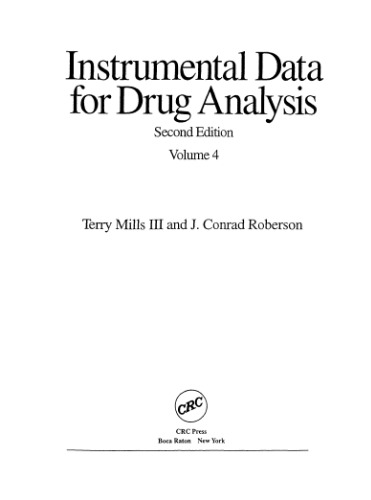 Instrumental Data
for Drug Analysis
Second Edition
Volume 4
Terry Mills III and J. Conrad Roberson
CRC
CRC Press
Boca Raton New York